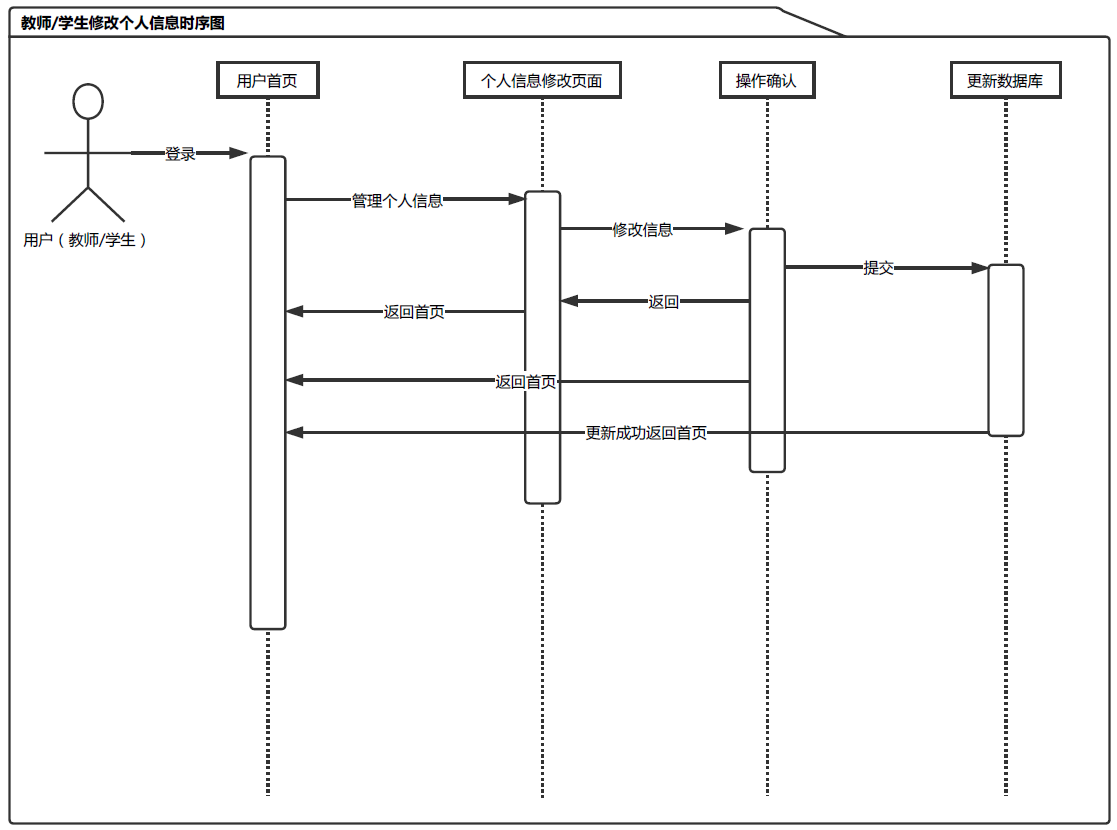 教师/学生修改个人信息时序图
用户首页
个人信息修改页面
操作确认
更新数据库
登录
管理个人信息
修改信息
用户（教师/学生）
提交
返回
返回首页
返回首页
更新成功返回首页